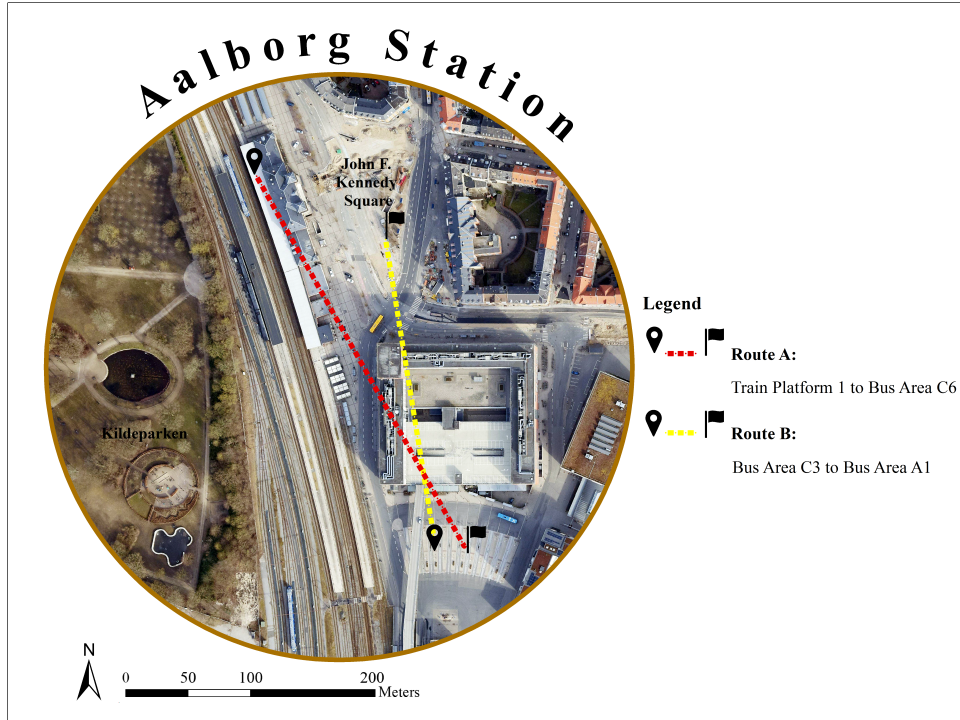 Aalborg Station
John F.
Kennedy
Square
Kildeparken
Legend
Route A:
Train Platform 1 to Bus Area C6
Route B:
Bus Area C3 to Bus Area A1
N
0 50 100 200
Meters